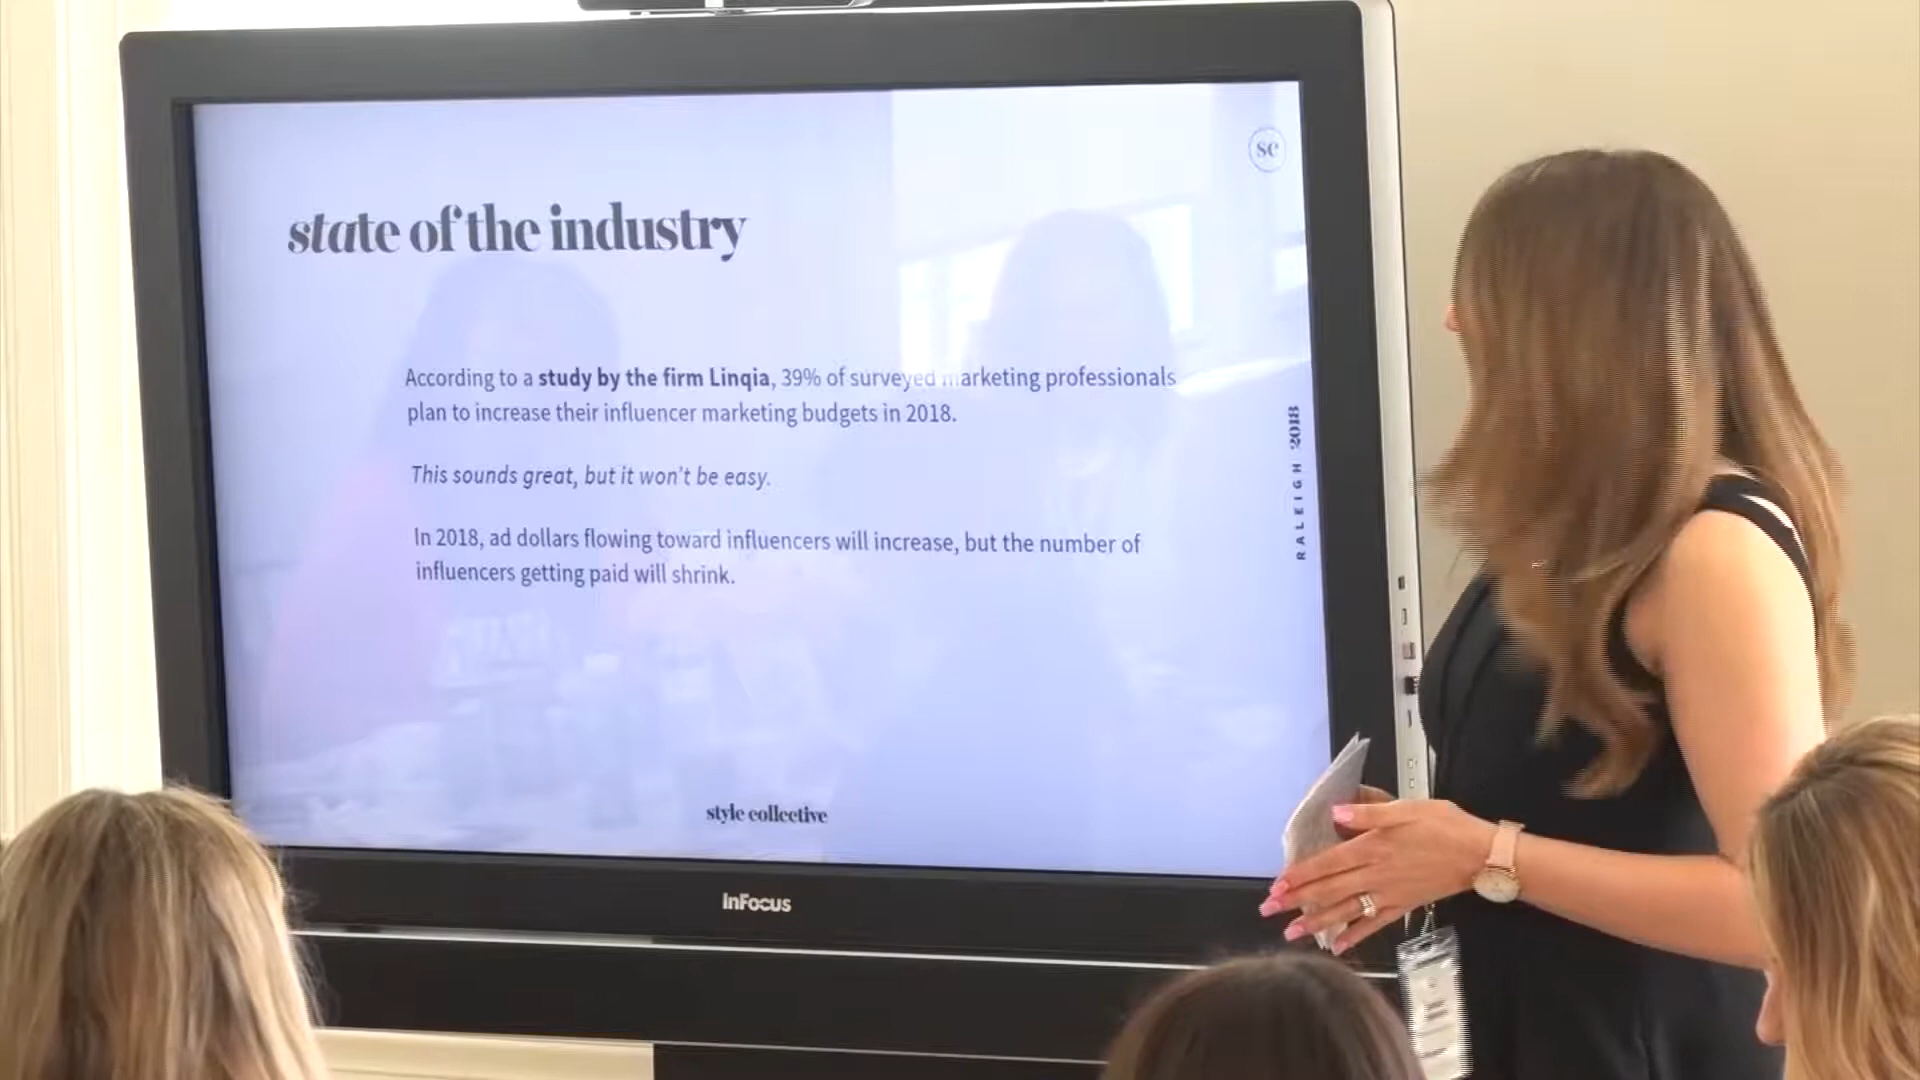 sc
state of the industry
According to a study by the firm Linqia, 39% of surveyed marketing professionals
plan to increase their influencer marketing budgets in 2018.
This sounds great, but it won't be easy.
In 2018, ad dollars flowing toward influencers will increase, but the number of
influencers getting paid will shrink.
RALEIGH 2018
style collective
InFocus